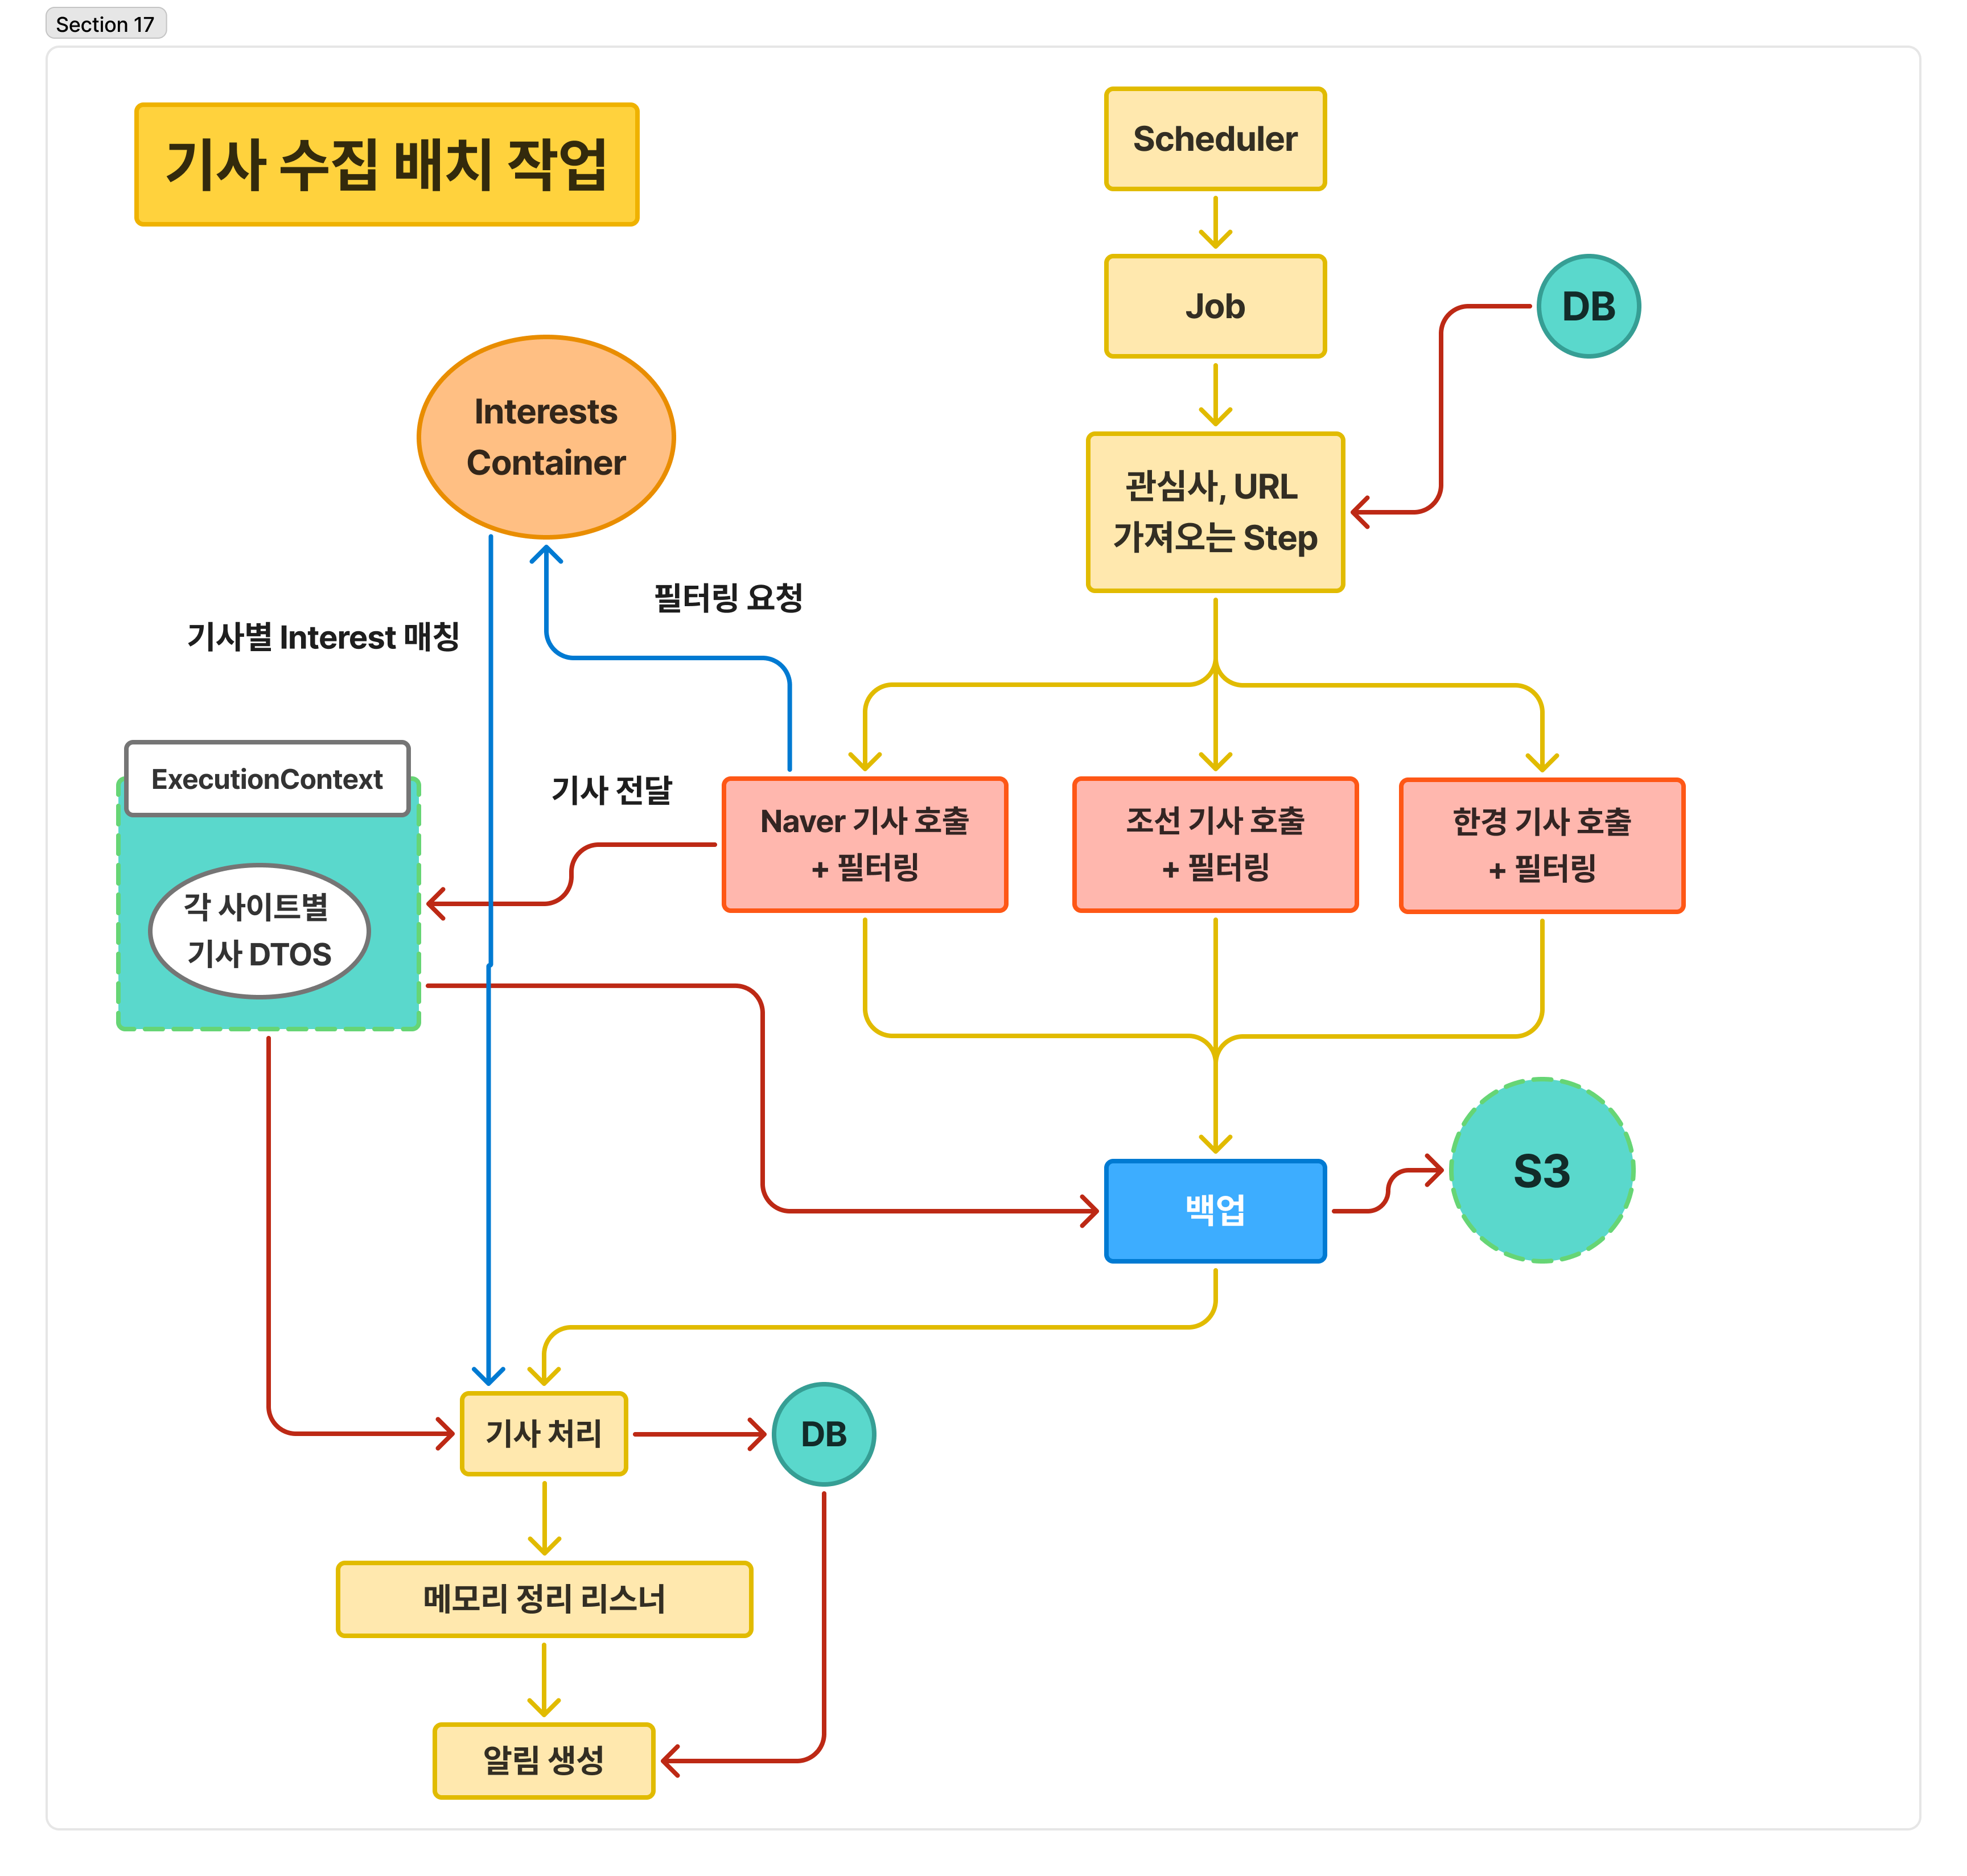 Section 17
기사 수집 배치 작업
Scheduler
Job
DB
Interests
Container
관심사, URL
가져오는 Step
필터링 요청
기사별 Interest 매칭
ExecutionContext
기사 전달
Naver 기사 호출
+ 필터링
조선 기사 호출
+ 필터링
한경 기사 호출
+ 필터링
각 사이트별
기사 DTOS
S3
백업
기사 처리
DB
메모리 정리 리스너
알림 생성